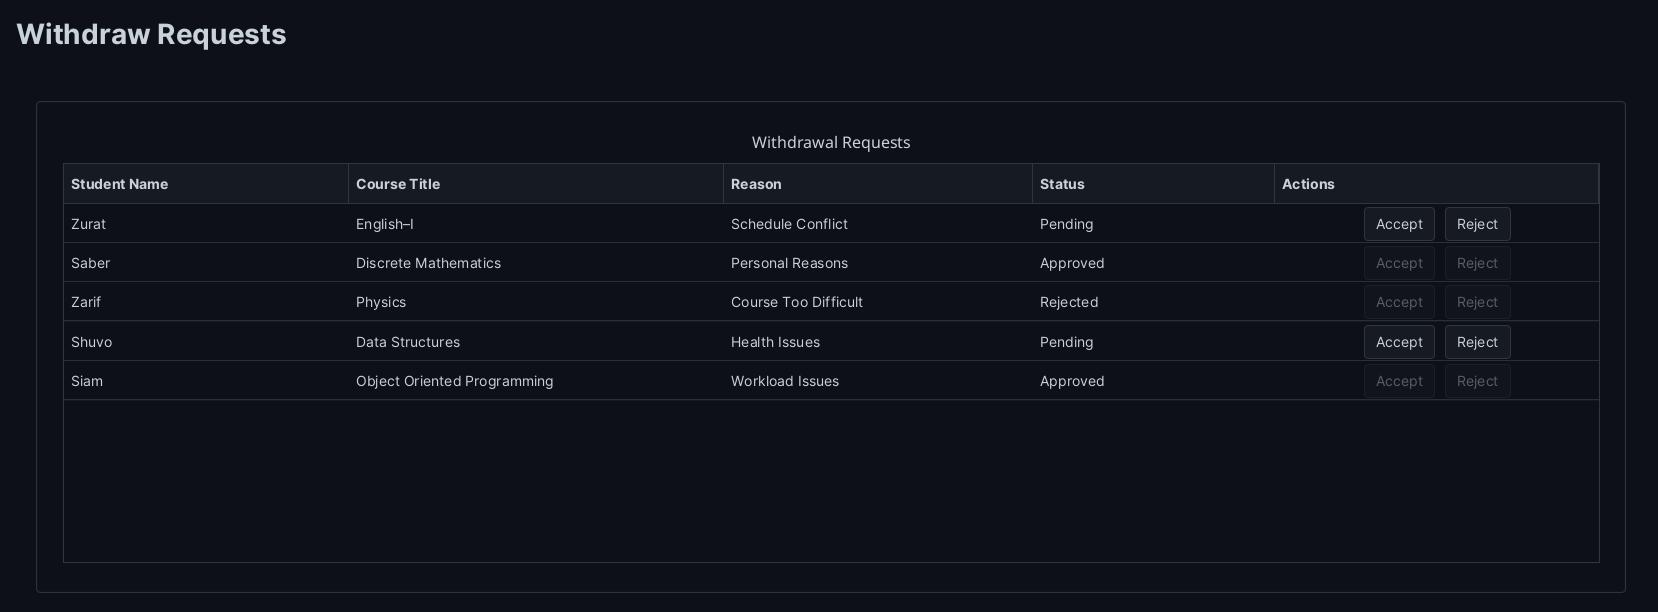 Withdraw Requests
Withdrawal Requests
Student Name Course Title Reason Status Actions
Zurat English–I Schedule Conflict Pending Accept Reject
Saber Discrete Mathematics Personal Reasons Approved Accept Reject
Zarif Physics Course Too Difficult Rejected Accept Reject
Shuvo Data Structures Health Issues Pending Accept Reject
Siam Object Oriented Programming Workload Issues Approved Accept Reject